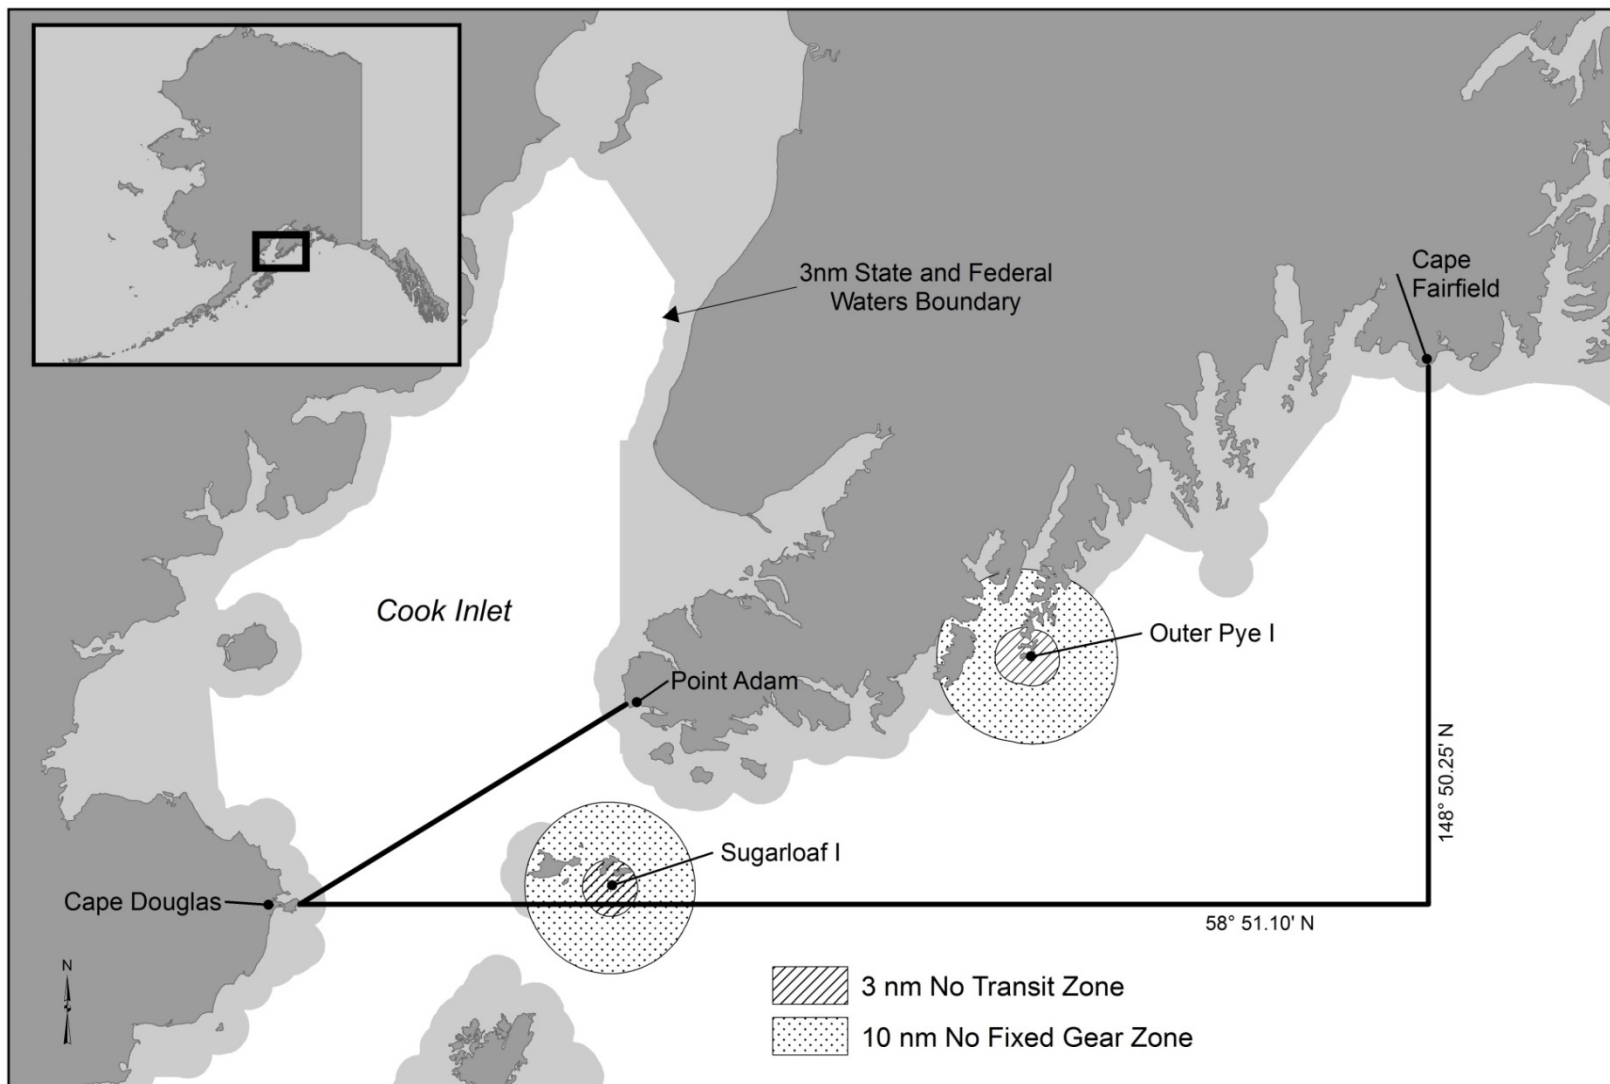 3nm State and Federal
Waters Boundary
Cape
Fairfield
Cook Inlet
Outer Pye I
Point Adam
Sugarloaf I
Cape Douglas
148° 50.25' N
58° 51.10' N
N
3 nm No Transit Zone
10 nm No Fixed Gear Zone